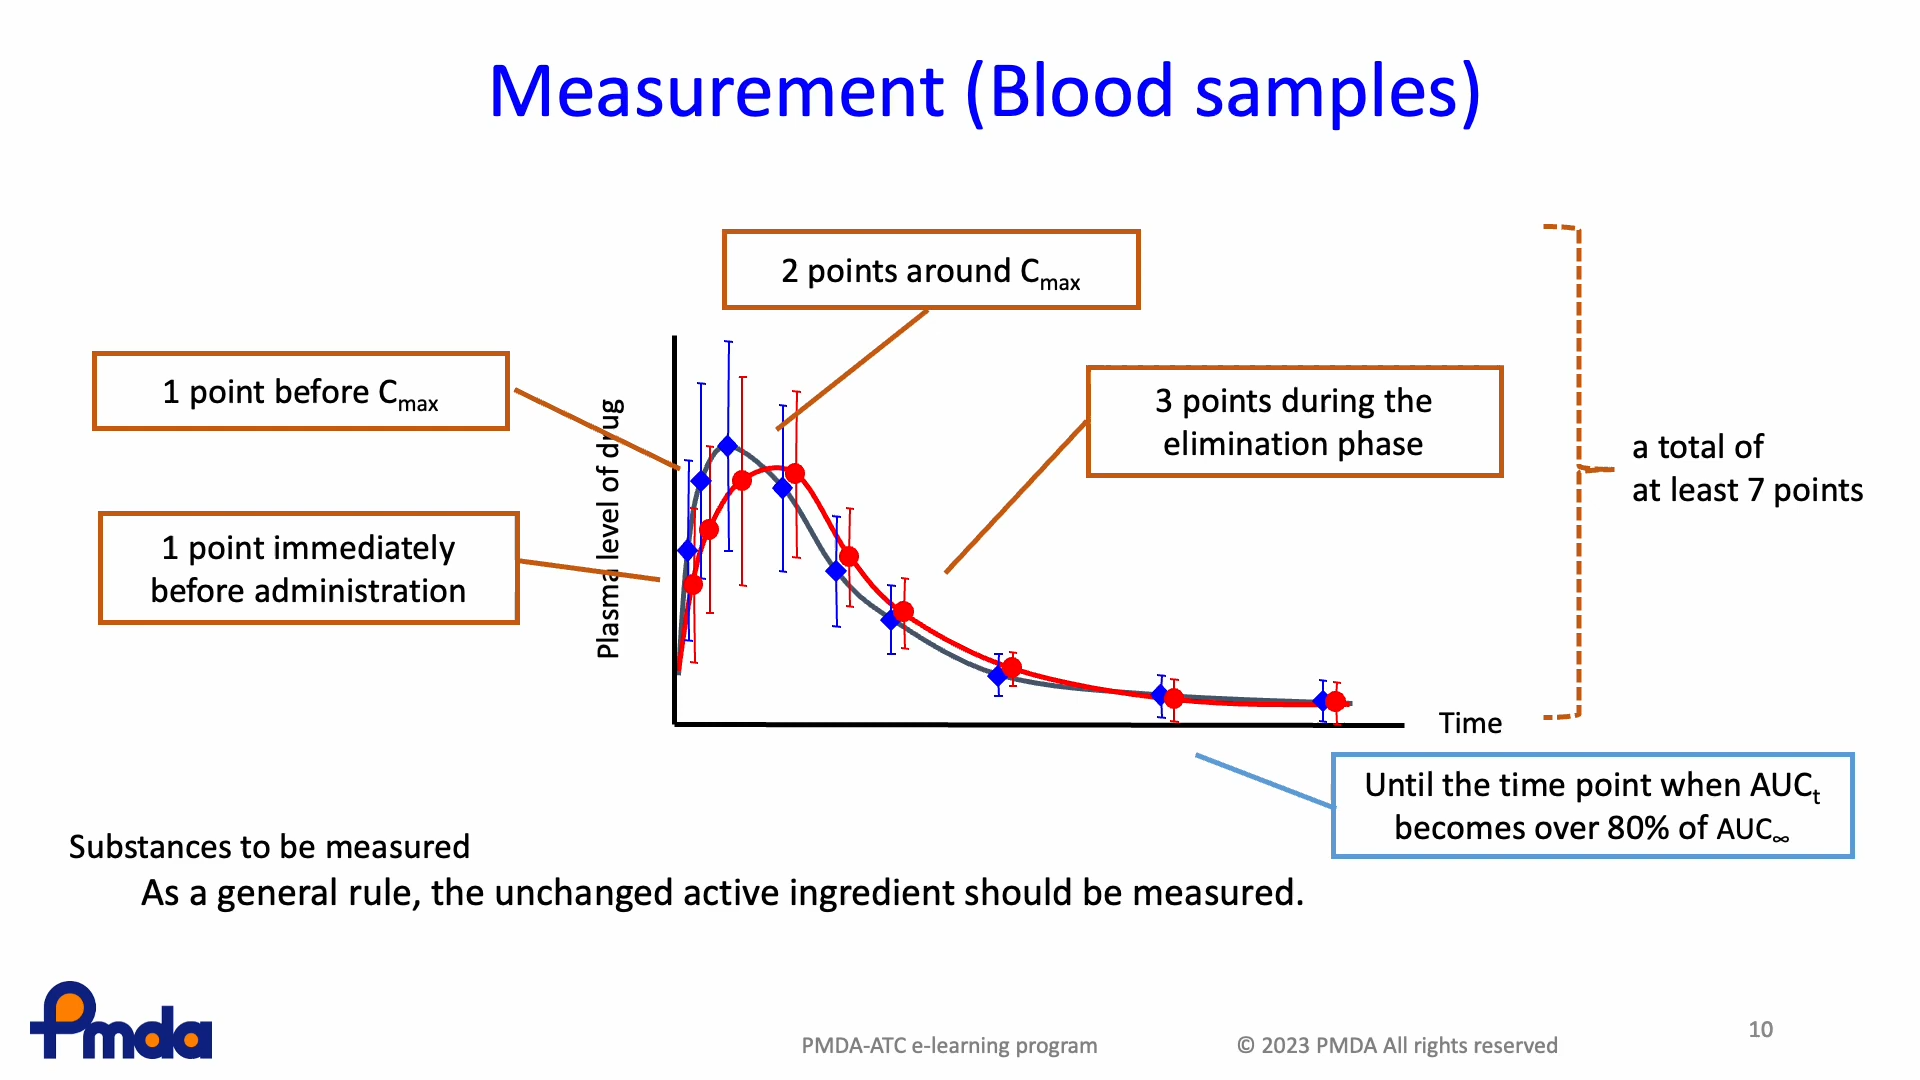 Measurement (Blood samples)
2 points around Cmax
1 point before Cmax
3 points during the
elimination phase
1 point immediately
before administration
Plasma level of drug
a total of
at least 7 points
Time
Until the time point when AUCt
becomes over 80% of AUC∞
Substances to be measured
As a general rule, the unchanged active ingredient should be measured.
Pmda
PMDA-ATC e-learning program
© 2023 PMDA All rights reserved
10